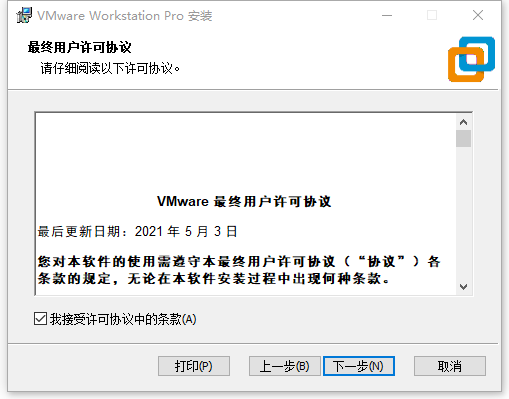 VMware Workstation Pro 安装
最终用户许可协议
请仔细阅读以下许可协议。
VMware 最终用户许可协议
最后更新日期：2021 年 5 月 3 日
您对本软件的使用需遵守本最终用户许可协议（“协议”）各
条款的规定，无论在本软件安装过程中出现何种条款。
我接受许可协议中的条款(A)
打印(P)
上一步(B)
下一步(N)
取消